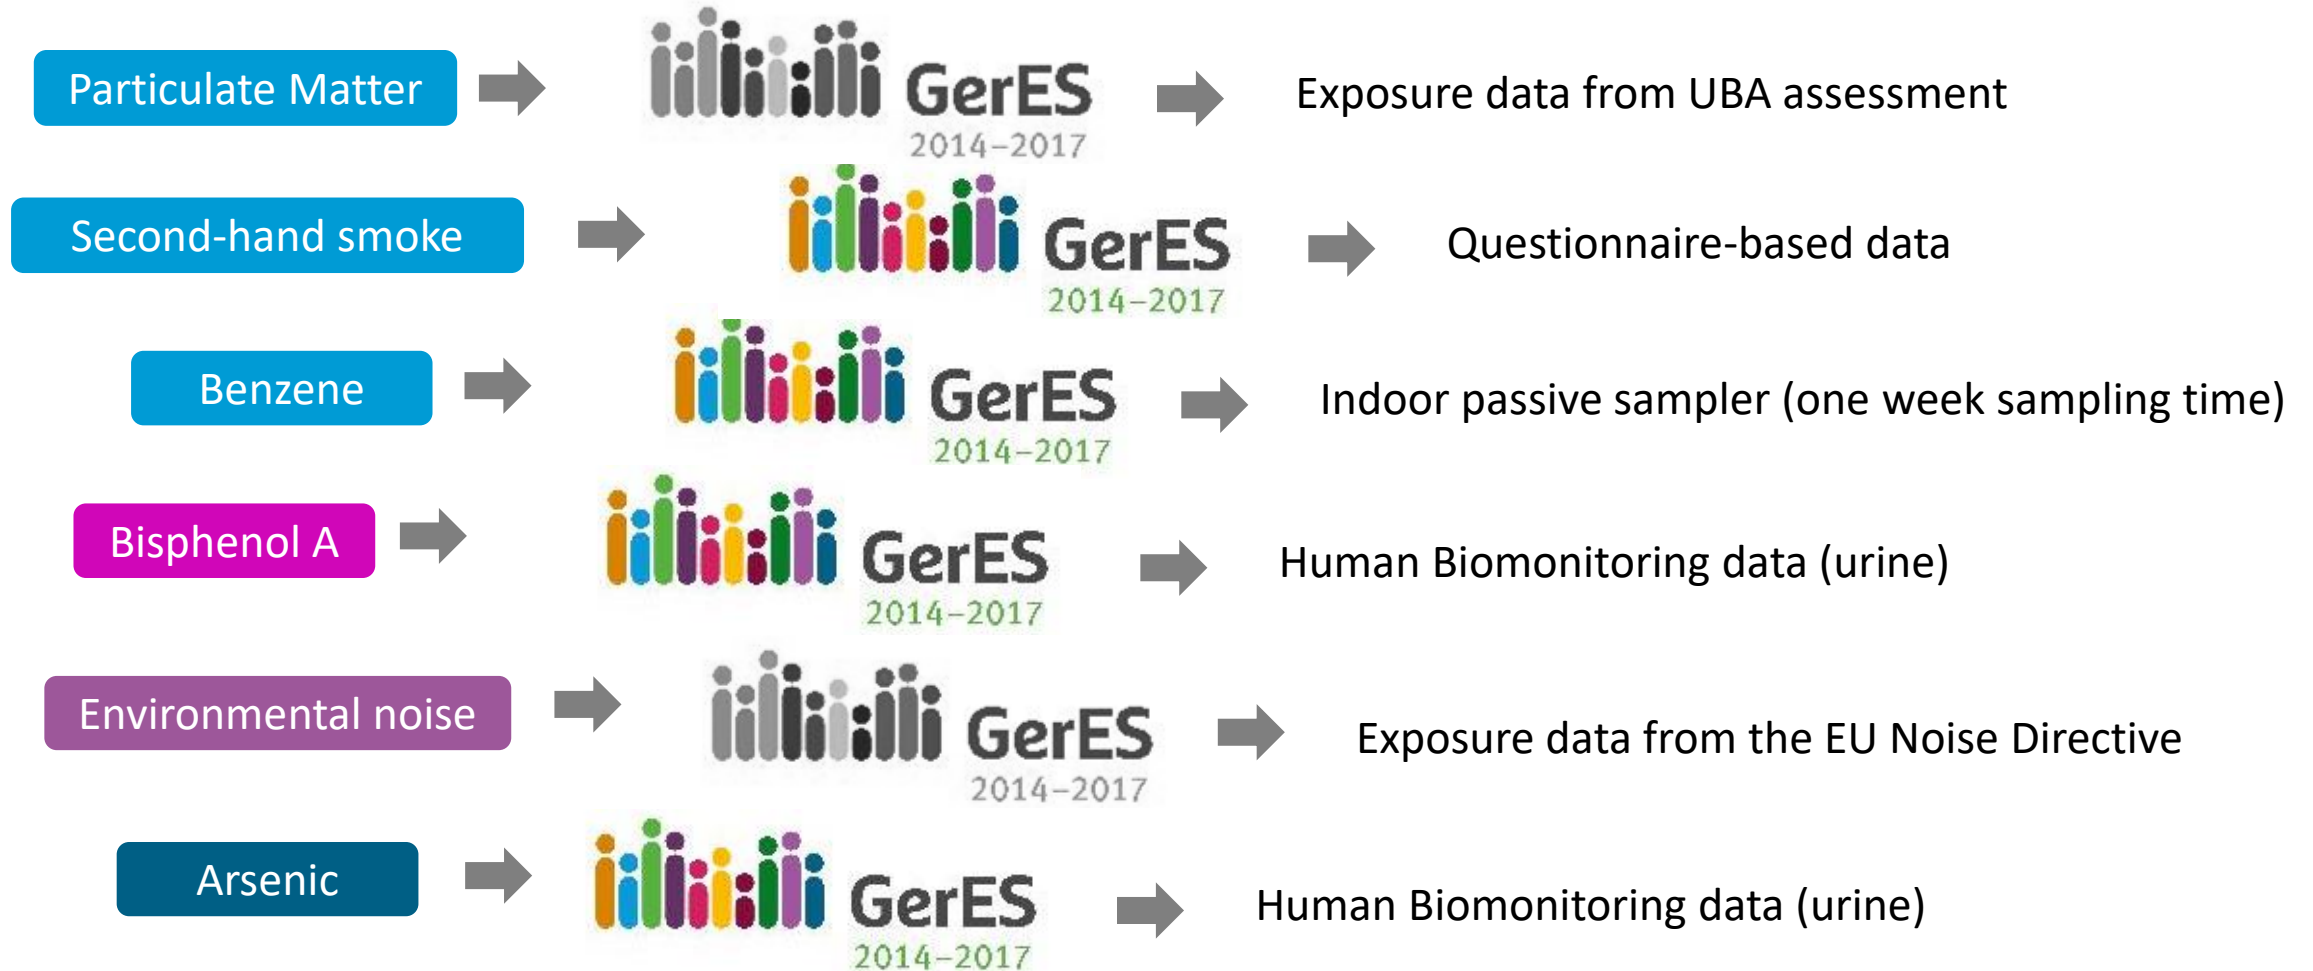 Particulate Matter
GerES
2014–2017
Exposure data from UBA assessment
Second-hand smoke
GerES
2014–2017
Questionnaire-based data
Benzene
GerES
2014–2017
Indoor passive sampler (one week sampling time)
Bisphenol A
GerES
2014–2017
Human Biomonitoring data (urine)
Environmental noise
GerES
2014–2017
Exposure data from the EU Noise Directive
Arsenic
GerES
2014–2017
Human Biomonitoring data (urine)